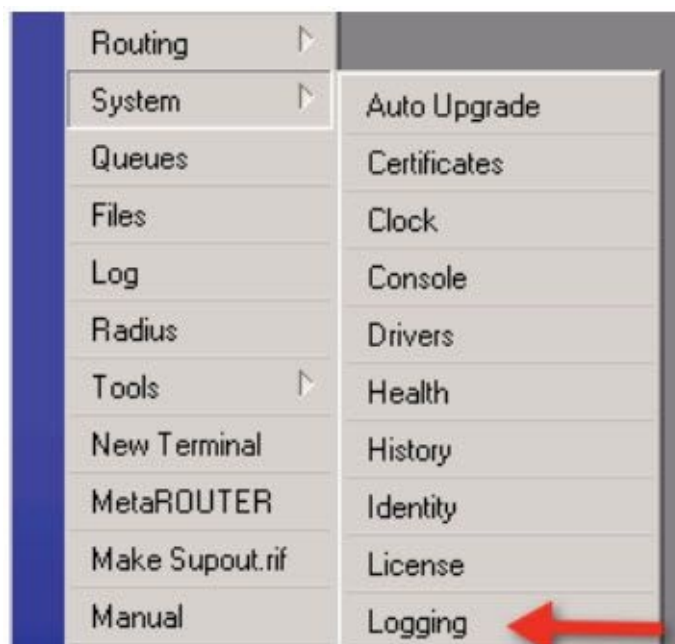 Routing
System
Queues
Files
Log
Radius
Tools
New Terminal
MetaROUTER
Make Supout.rif
Manual
Auto Upgrade
Certificates
Clock
Console
Drivers
Health
History
Identity
License
Logging